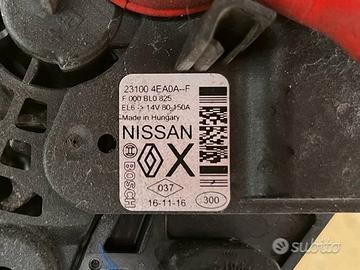 23100 4EA0A--F
F 000 BL0 825
EL6 -> 14V 80-150A
Made in Hungary
NISSAN
X
BOSCH
037
16-11-16
300
subito